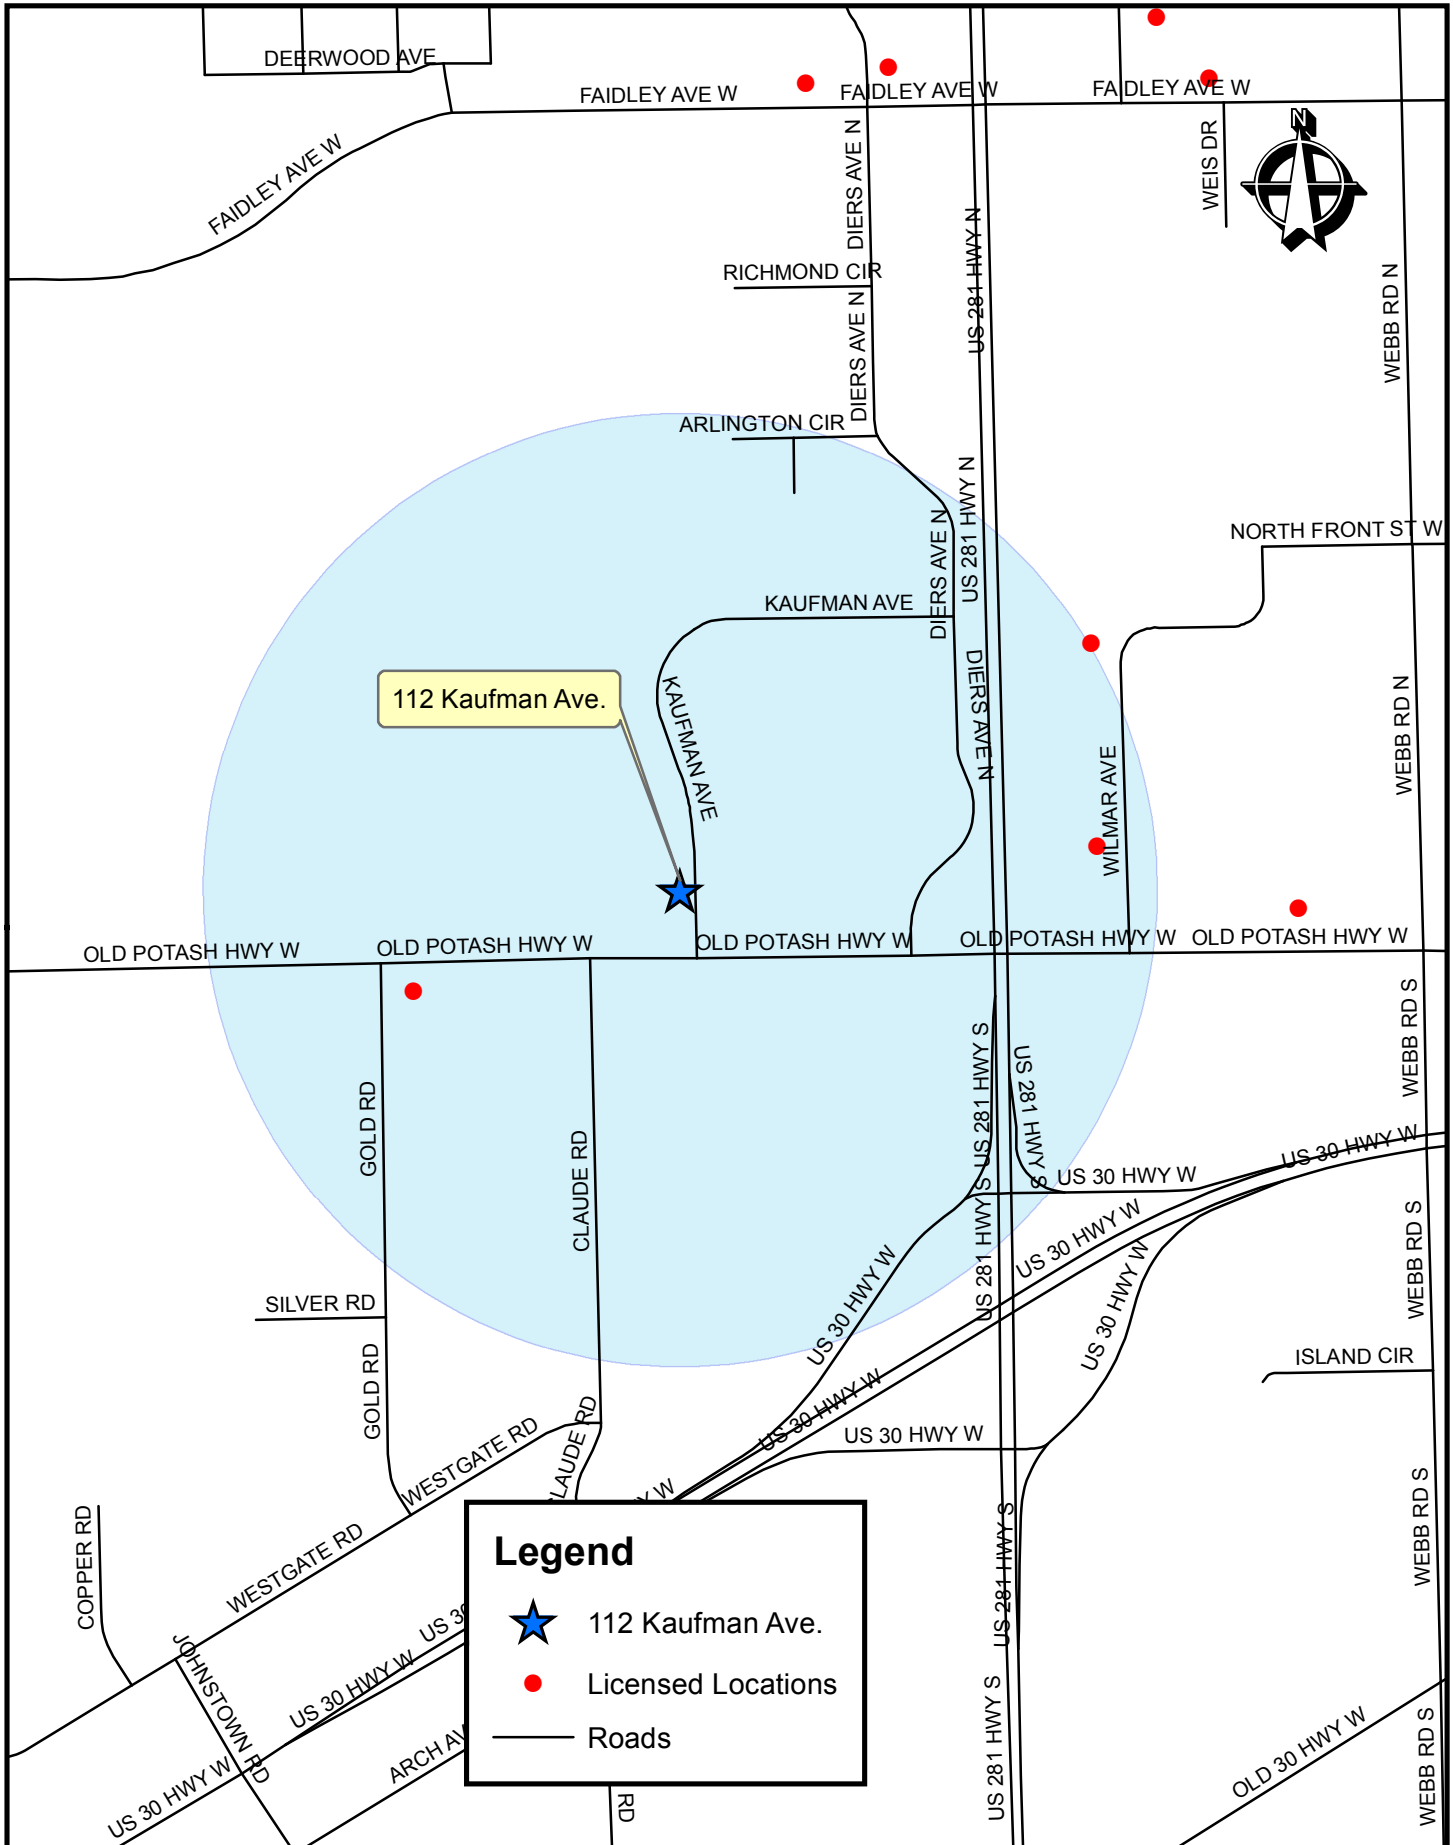 DEERWOOD AVE
FAIDLEY AVE W
FAIDLEY AVE W
FAIDLEY AVE W
FAIDLEY AVE W
N
DIERS AVE N
WEIS DR
US 281 HWY N
RICHMOND CIR
DIERS AVE N
WEBB RD N
ARLINGTON CIR
US 281 HWY N
DIERS AVE N
NORTH FRONT ST W
KAUFMAN AVE
112 Kaufman Ave.
KAUFMAN AVE
DIERS AVE N
WEBB RD N
WILMAR AVE
OLD POTASH HWY W
OLD POTASH HWY W
OLD POTASH HWY W
OLD POTASH HWY W
OLD POTASH HWY W
WEBB RD S
US 281 HWY S
US 281 HWY S
GOLD RD
CLAUDE RD
US 30 HWY W
US 30 HWY W
US 281 HWY S
US 30 HWY W
US 30 HWY W
US 30 HWY W
WEBB RD S
SILVER RD
GOLD RD
ISLAND CIR
US 30 HWY W
US 30 HWY W
WESTGATE RD
CLAUDE RD
HWY W
COPPER RD
WESTGATE RD
US 281 HWY S
WEBB RD S
Legend
112 Kaufman Ave.
Licensed Locations
Roads
US 30
US 30 HWY W
JOHNSTOWN RD
US 30 HWY W
ARCH AV
RD
US 281 HWY S
OLD 30 HWY W
WEBB RD S